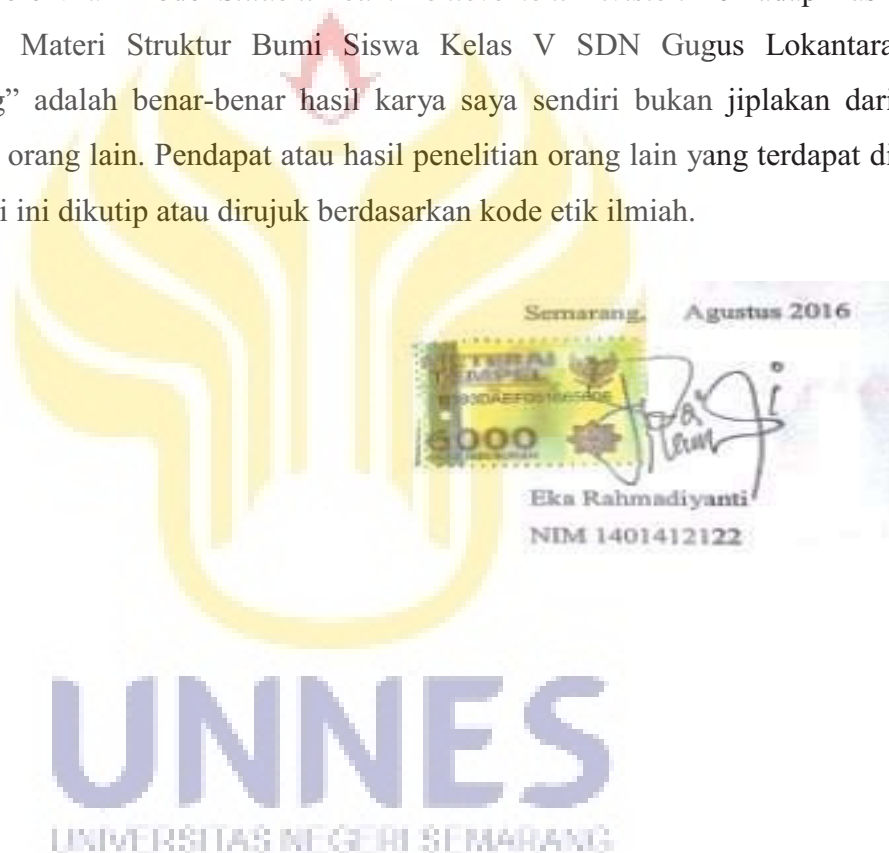 Materi Struktur Bumi Siswa Kelas V SDN Gugus Lokantara
g” adalah benar-benar hasil karya saya sendiri bukan jiplakan dari
orang lain. Pendapat atau hasil penelitian orang lain yang terdapat di
i ini dikutip atau dirujuk berdasarkan kode etik ilmiah.
Semarang, Agustus 2016
METERAI
TEMPEL
6000
Eka Rahmadiyanti
NIM 1401412122
UNNES
UNIVERSITAS NEGERI SEMARANG